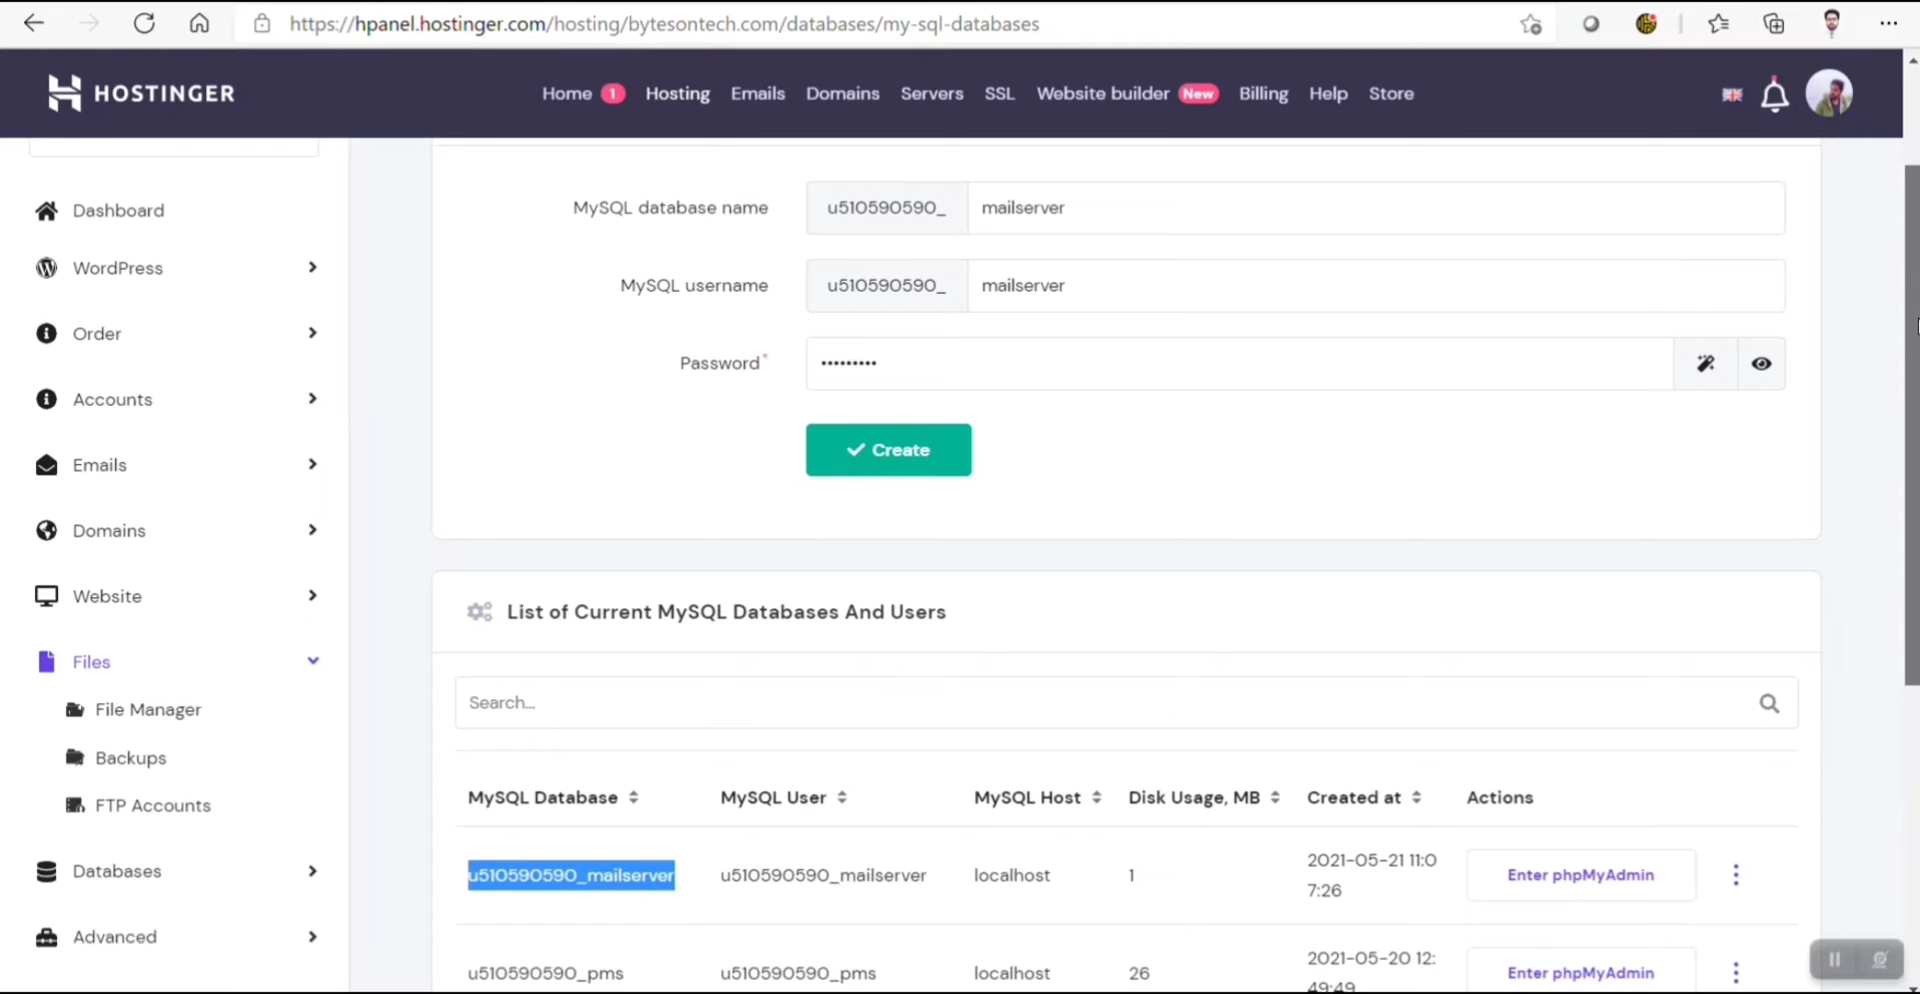 https://hpanel.hostinger.com/hosting/bytesontech.com/databases/my-sql-databases
HOSTINGER
Home 1 Hosting Emails Domains Servers SSL Website builder New Billing Help Store
Dashboard
WordPress
Order
Accounts
Emails
Domains
Website
Files
File Manager
Backups
FTP Accounts
Databases
Advanced
MySQL database name u510590590_ mailserver
MySQL username u510590590_ mailserver
Password* •••••••••
Create
List of Current MySQL Databases And Users
Search...
MySQL Database MySQL User MySQL Host Disk Usage, MB Created at Actions
u510590590_mailserver u510590590_mailserver localhost 1 2021-05-21 11:0
7:26 Enter phpMyAdmin
u510590590_pms u510590590_pms localhost 26 2021-05-20 12:
49:49 Enter phpMyAdmin